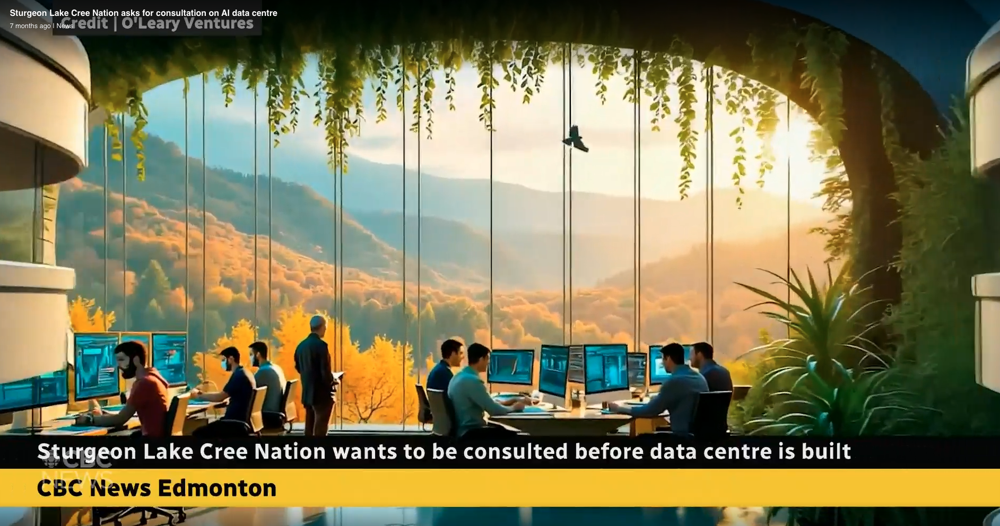 Sturgeon Lake Cree Nation asks for consultation on AI data centre
7 months ago | News
Credit | O'Leary Ventures
Sturgeon Lake Cree Nation wants to be consulted before data centre is built
CBC
NEWS
CBC News Edmonton